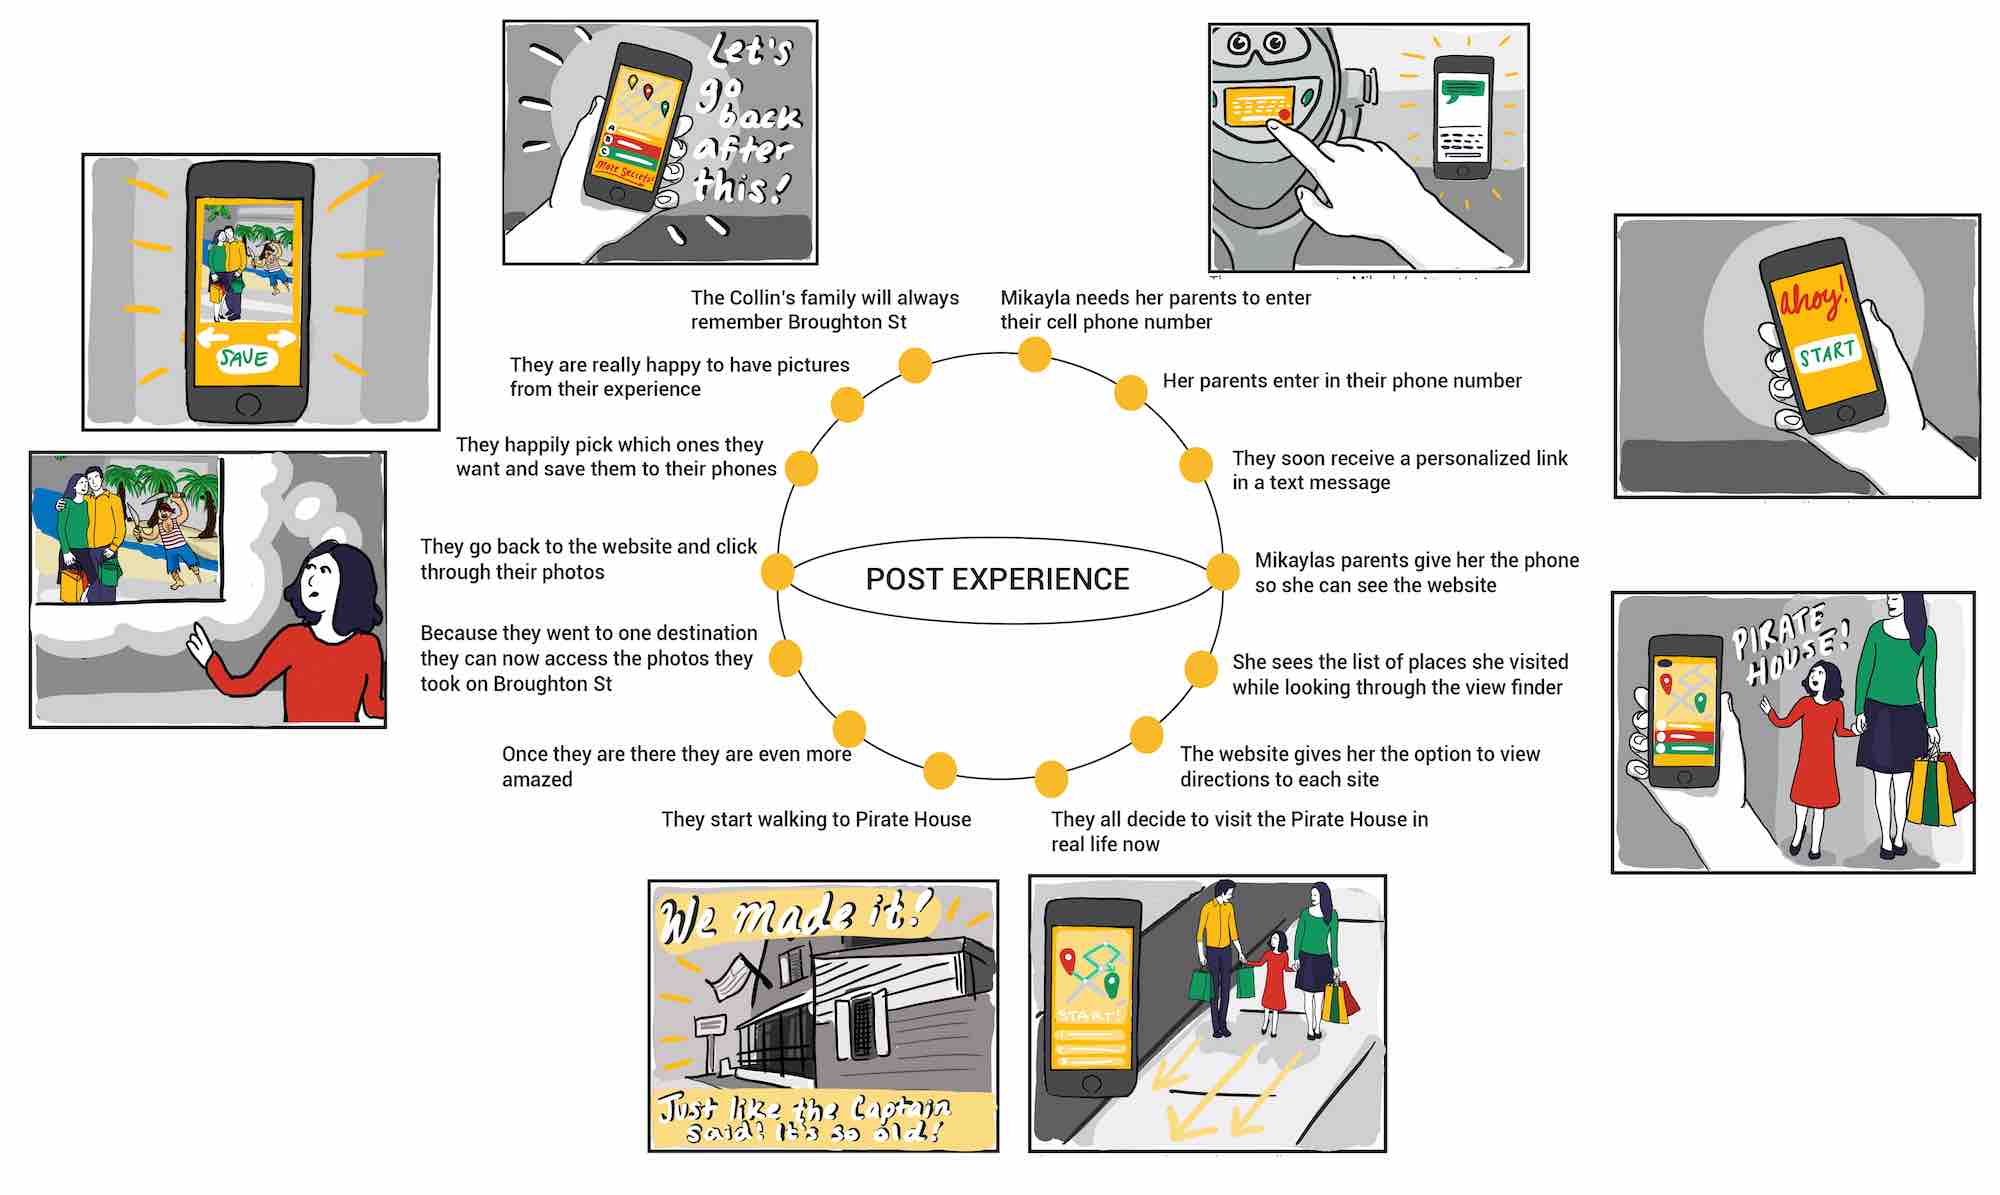 Let's
go
back
after
this!
A
B
C
More Secrets!
ahoy!
START
SAVE
The Collin's family will always
remember Broughton St
Mikayla needs her parents to enter
their cell phone number
They are really happy to have pictures
from their experience
Her parents enter in their phone number
They happily pick which ones they
want and save them to their phones
They soon receive a personalized link
in a text message
They go back to the website and click
through their photos
POST EXPERIENCE
Mikaylas parents give her the phone
so she can see the website
Because they went to one destination
they can now access the photos they
took on Broughton St
She sees the list of places she visited
while looking through the view finder
PIRATE
HOUSE!
Once they are there they are even more
amazed
The website gives her the option to view
directions to each site
They start walking to Pirate House
They all decide to visit the Pirate House in
real life now
We made it!
Just like the Captain
said! It's so old!
START!